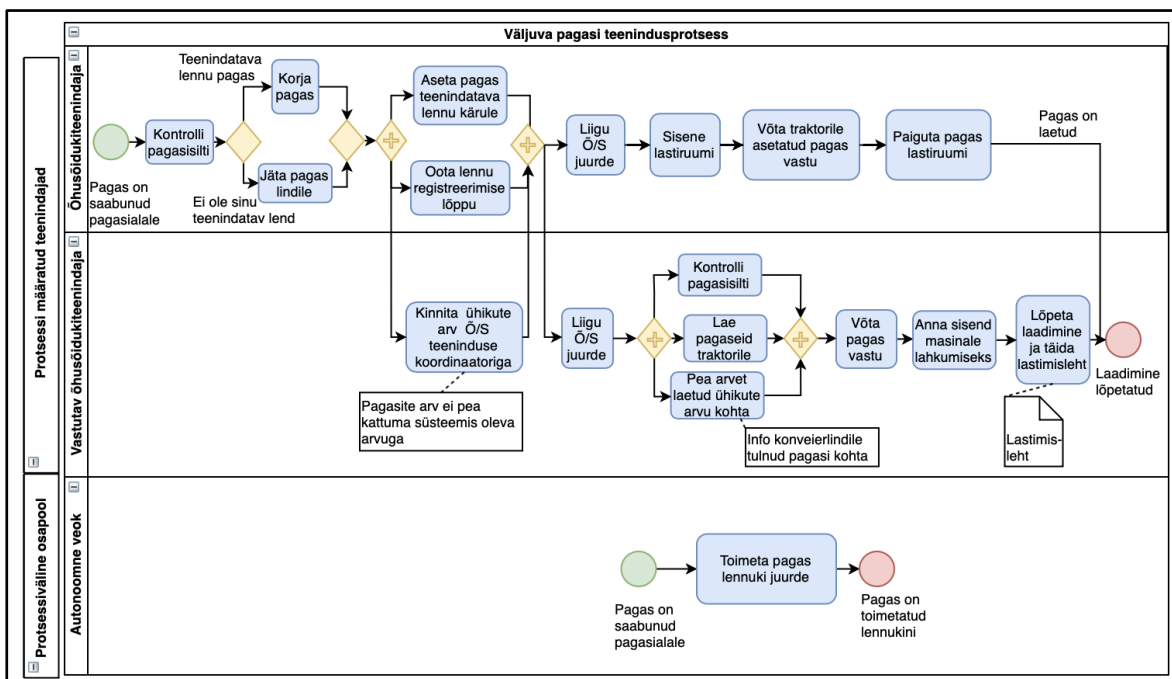 Väljuva pagasi teenindusprotsess
Protsessi määratud teenindajad
Õhusõidukiteenindaja
Pagas on
saabunud
pagasialale
Kontrolli
pagasisilti
Teenindatava
lennu pagas
Korja
pagas
Jäta pagas
lindile
Ei ole sinu
teenindatav lend
Aseta pagas
teenindatava
lennu kärule
Oota lennu
registreerimise
lõppu
Liigu
Õ/S
juurde
Sisene
lastiruumi
Võta traktorile
asetatud pagas
vastu
Paiguta pagas
lastiruumi
Pagas on
laetud
Vastutav õhusõidukiteenindaja
Kinnita ühikute
arv Õ/S
teeninduse
koordinaatoriga
Pagasite arv ei pea
kattuma süsteemis oleva
arvuga
Liigu
Õ/S
juurde
Kontrolli
pagasisilti
Lae
pagaseid
traktorile
Pea arvet
laetud ühikute
arvu kohta
Info konveierlindile
tulnud pagasi kohta
Võta
pagas
vastu
Anna sisend
masinale
lahkumiseks
Lõpeta
laadimine
ja täida
lastimisleht
Lastimis-
leht
Laadimine
lõpetatud
Protsessiväline osapool
Autonoomne veok
Pagas on
saabunud
pagasialale
Toimeta pagas
lennuki juurde
Pagas on
toimetatud
lennukini